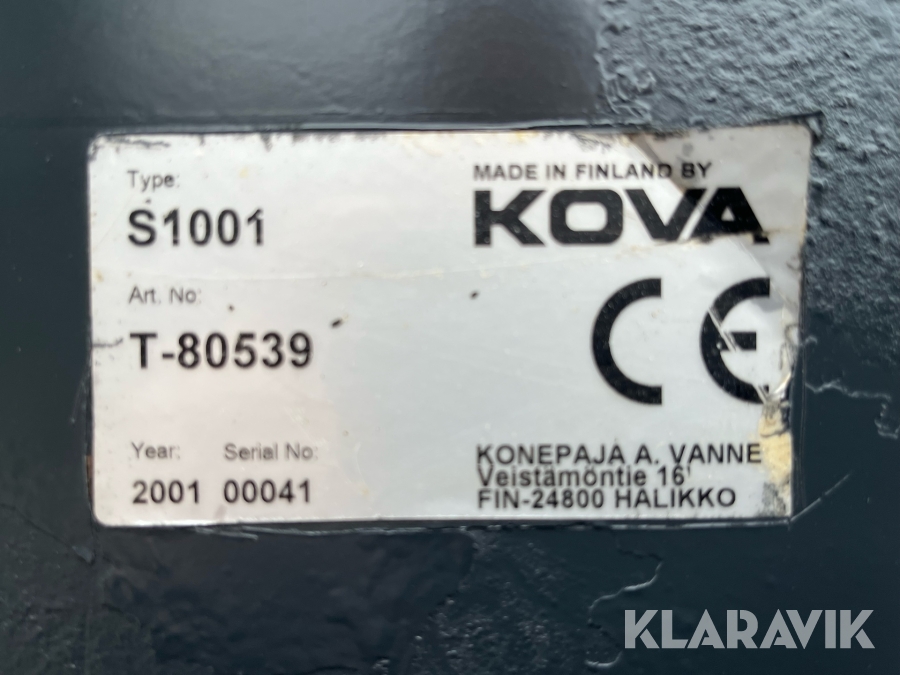 Type:
S1001
MADE IN FINLAND BY
KOVA
Art. No:
T-80539
CE
Year: Serial No:
2001 00041
KONEPAJA A. VANNE
Veistämöntie 16
FIN-24800 HALIKKO
KLARAVIK